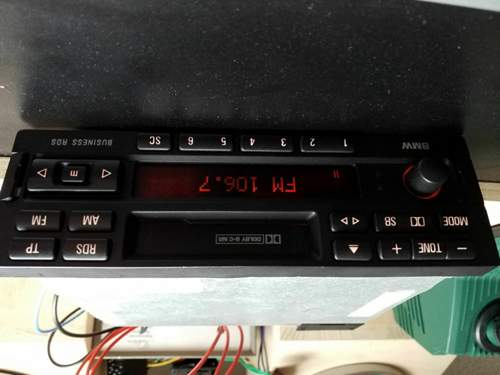 − TONE + MODE
SB
RDS TP
AM FM
DOLBY B-C NR
FM 106.7
m
BMW 1 2 3 4 5 6 SC BUSINESS RDS